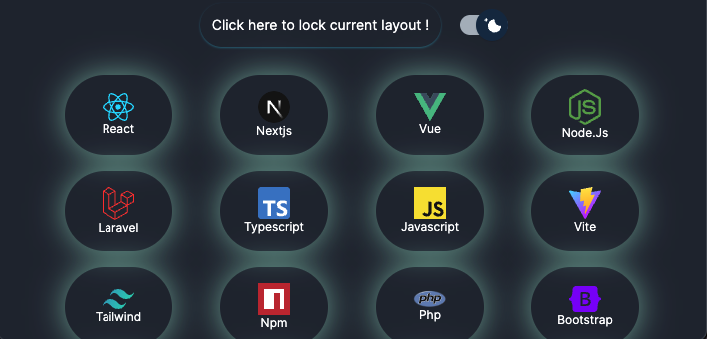 Click here to lock current layout !
React
N
Nextjs
Vue
JS
Node.Js
Laravel
TS
Typescript
JS
Javascript
Vite
Tailwind
n
Npm
php
Php
B
Bootstrap